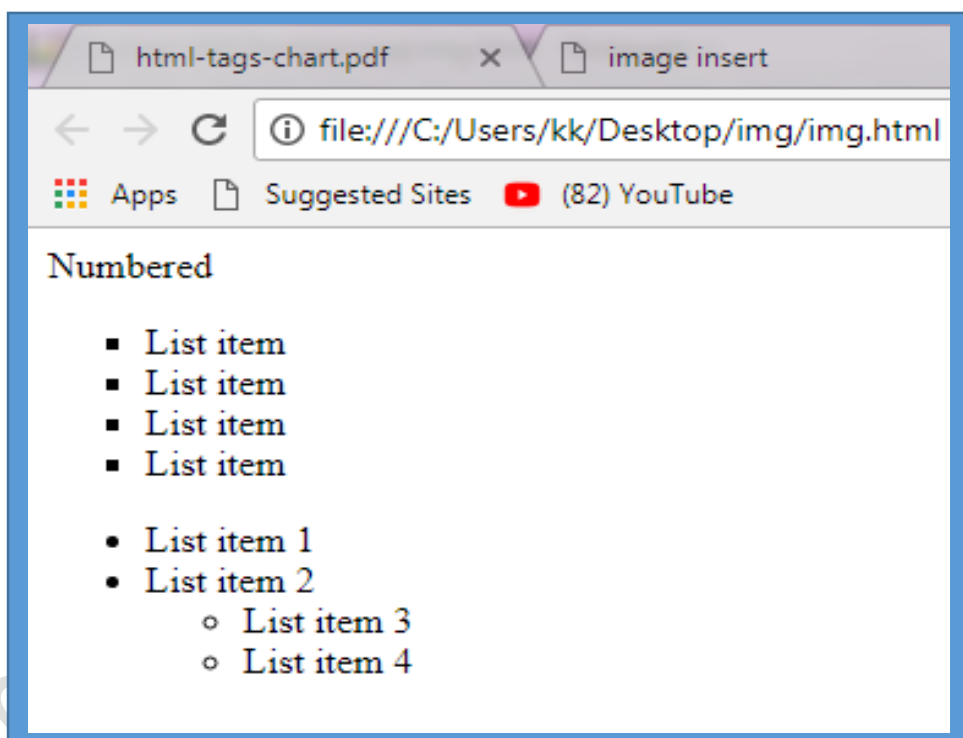 html-tags-chart.pdf × image insert
file:///C:/Users/kk/Desktop/img/img.html
Apps Suggested Sites (82) YouTube
Numbered
▪ List item
▪ List item
▪ List item
▪ List item
• List item 1
• List item 2
○ List item 3
○ List item 4